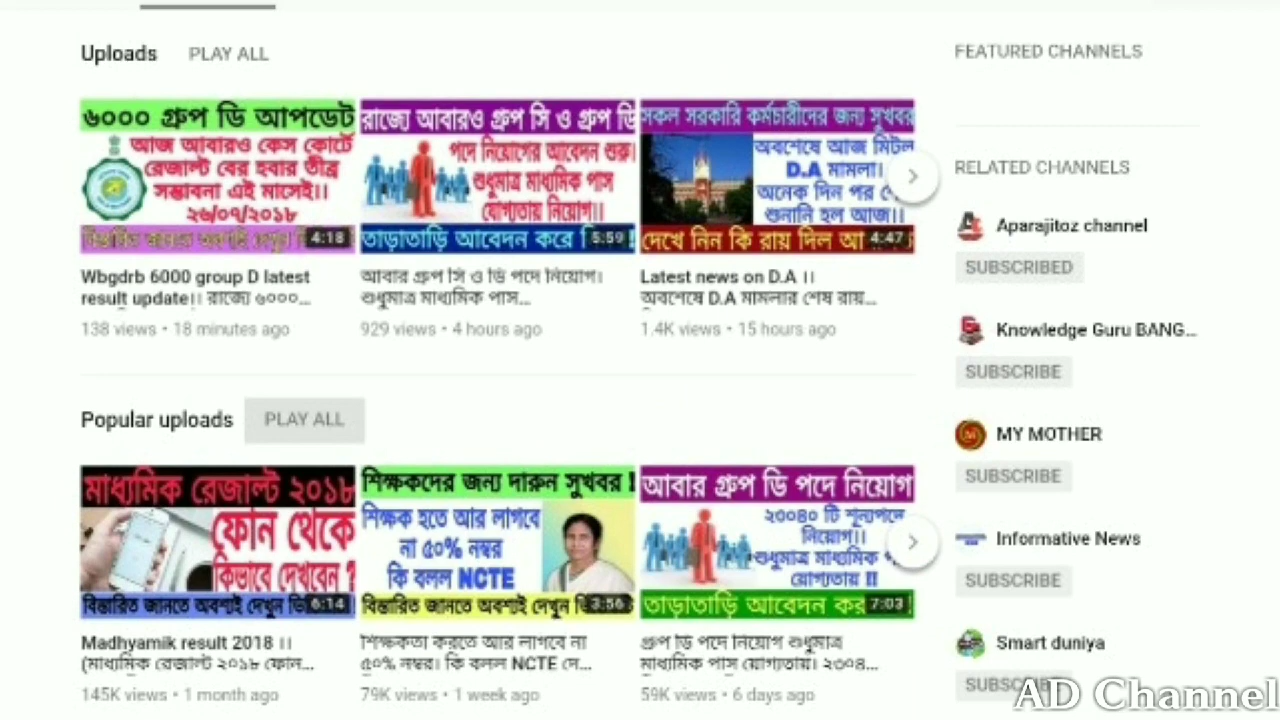 Uploads PLAY ALL
৬০০০ গ্রুপ ডি আপডেট
আজ আবারও কেস কোর্টে
রেজাল্ট বের হবার তীব্র
সম্ভাবনা এই মাসেই।।
২৬/০৭/২০১৮
4:18
Wbgdrb 6000 group D latest
result update।। রাজ্যে ৬০০০...
138 views • 18 minutes ago
রাজ্যে আবারও গ্রুপ সি ও গ্রুপ ডি
পদে নিয়োগের আবেদন শুরু।
শুধুমাত্র মাধ্যমিক পাস
যোগ্যতায় নিয়োগ।।
তাড়াতাড়ি আবেদন করে
5:59
আবার গ্রুপ সি ও ডি পদে নিয়োগ।
শুধুমাত্র মাধ্যমিক পাস...
929 views • 4 hours ago
সকল সরকারি কর্মচারীদের জন্য সুখবর
অবশেষে আজ মিটল
D.A মামলা।
অনেক দিন পর
শুনানি হল আজ।।
দেখে নিন কি রায় দিল
4:47
Latest news on D.A ।।
অবশেষে D.A মামলার শেষ রায়...
1.4K views • 15 hours ago
Popular uploads PLAY ALL
মাধ্যমিক রেজাল্ট ২০১৮
ফোন থেকে
কিভাবে দেখবেন ?
বিস্তারিত জানতে অবশ্যই দেখুন
6:14
Madhyamik result 2018 ।।
(মাধ্যমিক রেজাল্ট ২০১৮ ফোন...
145K views • 1 month ago
শিক্ষকদের জন্য দারুন সুখবর !
শিক্ষক হতে আর লাগবে
না ৫০% নম্বর
কি বলল NCTE
বিস্তারিত জানতে অবশ্যই দেখুন
3:56
শিক্ষকতা করতে আর লাগবে না
৫০% নম্বর। কি বলল NCTE দে...
79K views • 1 week ago
আবার গ্রুপ ডি পদে নিয়োগ
২৩০৪০ টি শূন্যপদে
নিয়োগ।।
শুধুমাত্র মাধ্যমিক
যোগ্যতায় !!
তাড়াতাড়ি আবেদন
7:03
গ্রুপ ডি পদে নিয়োগ শুধুমাত্র
মাধ্যমিক পাস যোগ্যতায়। ২৩০৪...
59K views • 6 days ago
FEATURED CHANNELS
RELATED CHANNELS
Aparajitoz channel
SUBSCRIBED
Knowledge Guru BANG...
SUBSCRIBE
MY MOTHER
SUBSCRIBE
Informative News
SUBSCRIBE
Smart duniya
SUBSCRIBE
AD Channel